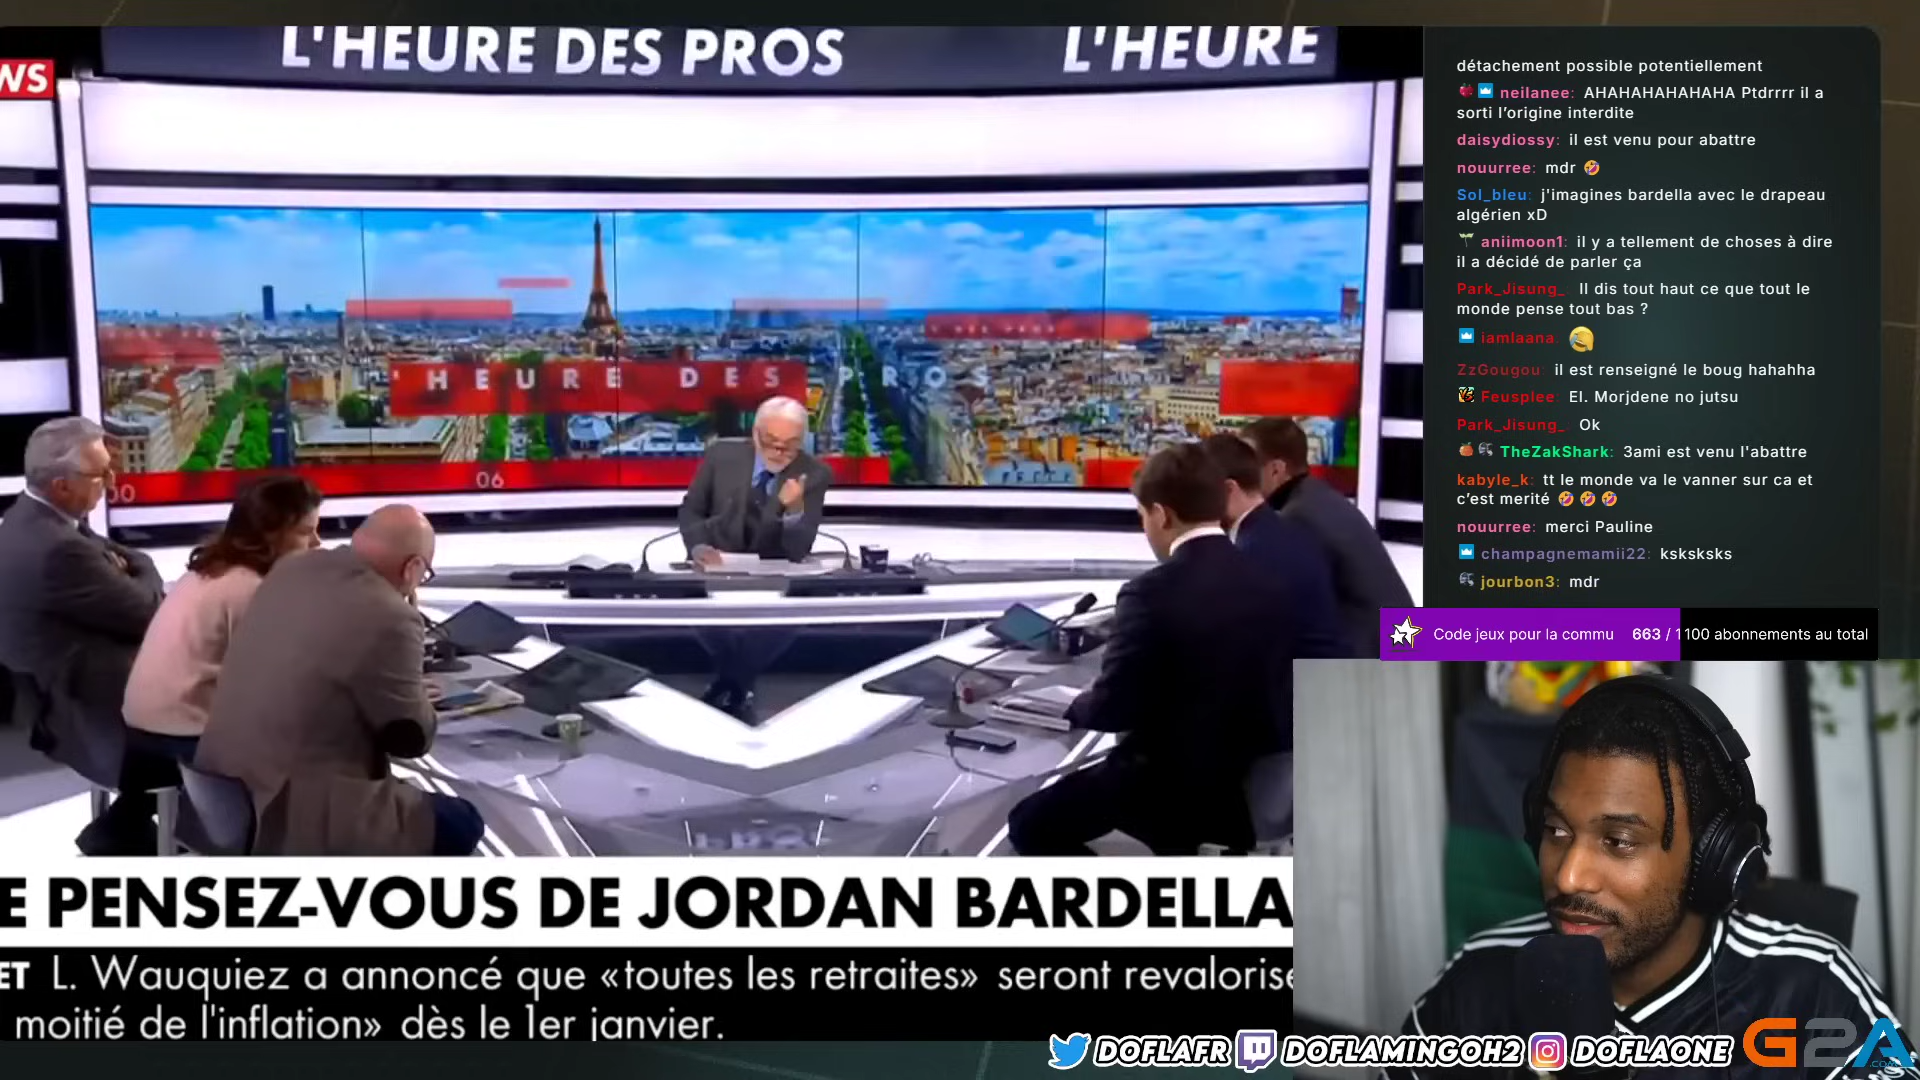 L'HEURE DES PROS
L'HEURE
WS
HEURE DES PROS
00
06
E PENSEZ-VOUS DE JORDAN BARDELLA
ET L. Wauquiez a annoncé que «toutes les retraites» seront revalorisé
moitié de l'inflation» dès le 1er janvier.
détachement possible potentiellement
neilanee: AHAHAHAHAHAHA Ptdrrrr il a
sorti l'origine interdite
daisydiossy: il est venu pour abattre
nouurree: mdr 🤣
Sol_bleu: j'imagines bardella avec le drapeau
algérien xD
aniimoon1: il y a tellement de choses à dire
il a décidé de parler ça
Park_Jisung_: Il dis tout haut ce que tout le
monde pense tout bas ?
iamlaana:
ZzGougou: il est renseigné le boug hahahha
Feusplee: El. Morjdene no jutsu
Park_Jisung_: Ok
TheZakShark: 3ami est venu l'abattre
kabyle_k: tt le monde va le vanner sur ca et
c'est merité 🤣 🤣 🤣
nouurree: merci Pauline
champagnemamii22: ksksksks
jourbon3: mdr
Code jeux pour la commu 663 / 1100 abonnements au total
DOFLAFR DOFLAMINGOH2 DOFLAONE G2A
.COM